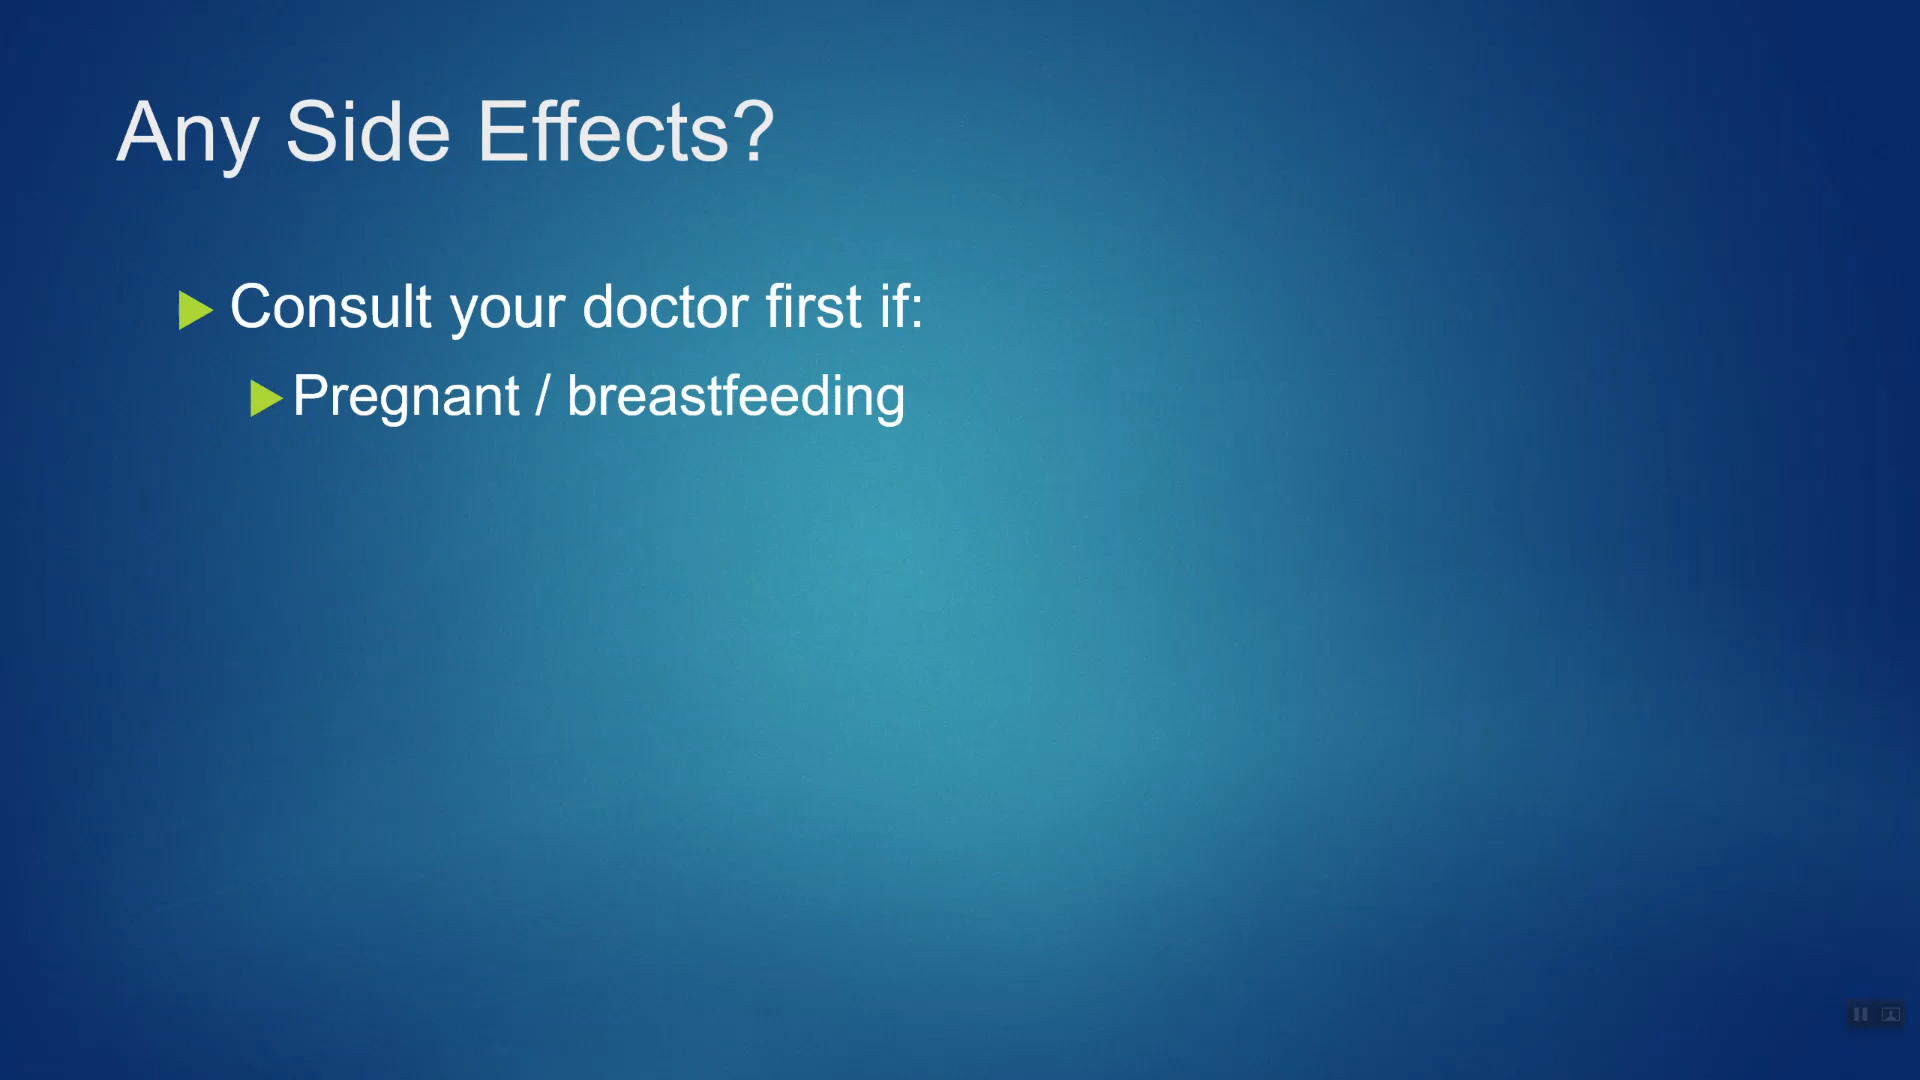 Any Side Effects?
Consult your doctor first if:
Pregnant / breastfeeding